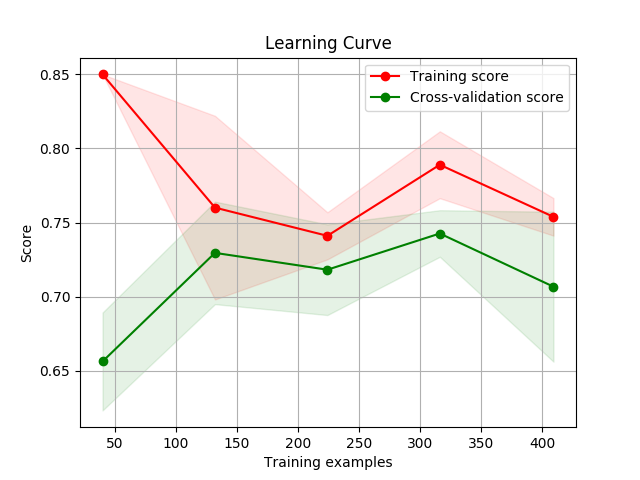 Learning Curve
Training score
Cross-validation score
0.85
0.80
0.75
0.70
0.65
Score
50 100 150 200 250 300 350 400
Training examples